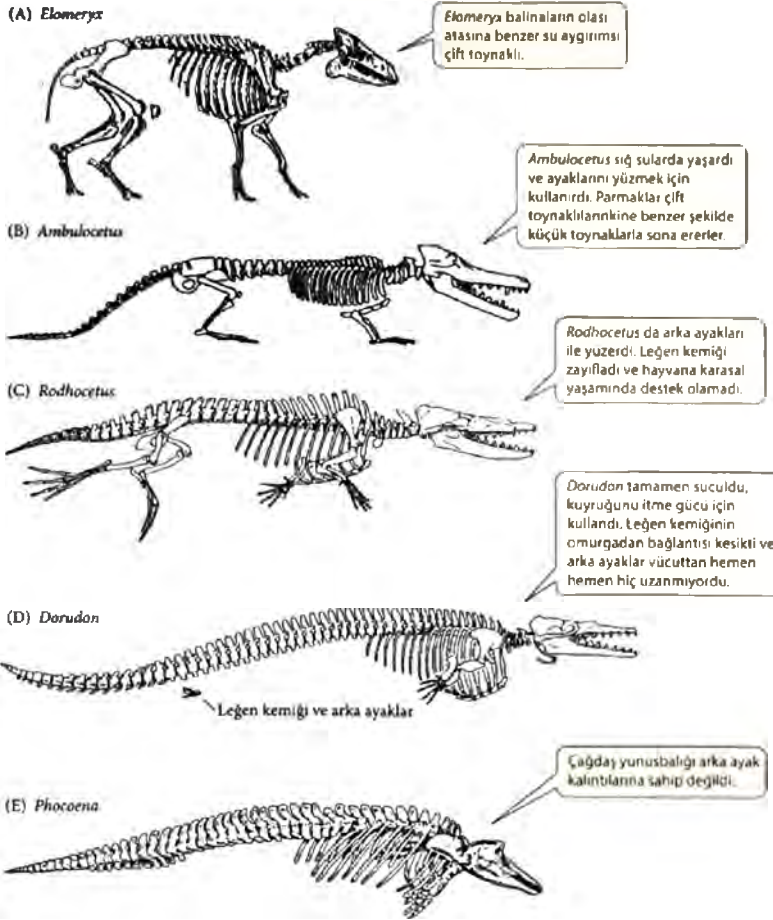 (A) Elomeryx
Elomeryx balinaların olası
atasına benzer su aygırımsı
çift toynaklı.
Ambulocetus sığ sularda yaşardı
ve ayaklarını yüzmek için
kullanırdı. Parmaklar çift
toynaklılarınkine benzer şekilde
küçük toynaklarla sona ererler.
(B) Ambulocetus
Rodhocetus da arka ayakları
ile yüzerdi. Leğen kemiği
zayıfladı ve hayvana karasal
yaşamında destek olamadı.
(C) Rodhocetus
Dorudon tamamen suculdu,
kuyruğunu itme gücü için
kullandı. Leğen kemiğinin
omurgadan bağlantısı kesikti ve
arka ayaklar vücuttan hemen
hemen hiç uzanmıyordu.
(D) Dorudon
Leğen kemiği ve arka ayaklar
Çağdaş yunusbalığı arka ayak
kalıntılarına sahip değildi.
(E) Phocoena